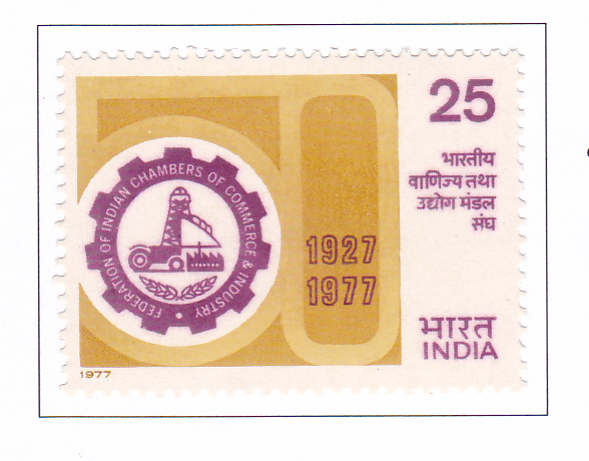 25
भारतीय
वाणिज्य तथा
उद्योग मंडल
संघ
FEDERATION OF INDIAN CHAMBERS OF COMMERCE & INDUSTRY
1927
1977
भारत
INDIA
1977